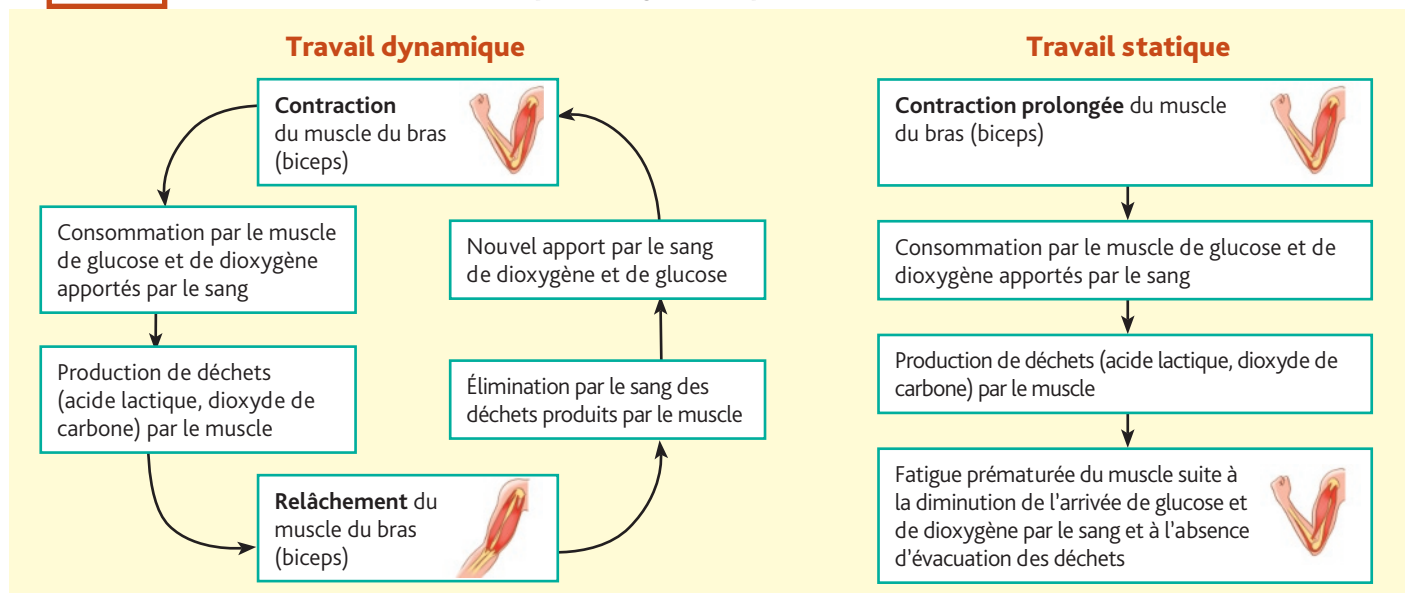 Travail dynamique
Contraction
du muscle du bras
(biceps)
Consommation par le muscle
de glucose et de dioxygène
apportés par le sang
Production de déchets
(acide lactique, dioxyde de
carbone) par le muscle
Relâchement du
muscle du bras
(biceps)
Élimination par le sang des
déchets produits par le muscle
Nouvel apport par le sang
de dioxygène et de glucose
Travail statique
Contraction prolongée du muscle
du bras (biceps)
Consommation par le muscle de glucose et de
dioxygène apportés par le sang
Production de déchets (acide lactique, dioxyde de
carbone) par le muscle
Fatigue prématurée du muscle suite à
la diminution de l'arrivée de glucose et
de dioxygène par le sang et à l'absence
d'évacuation des déchets